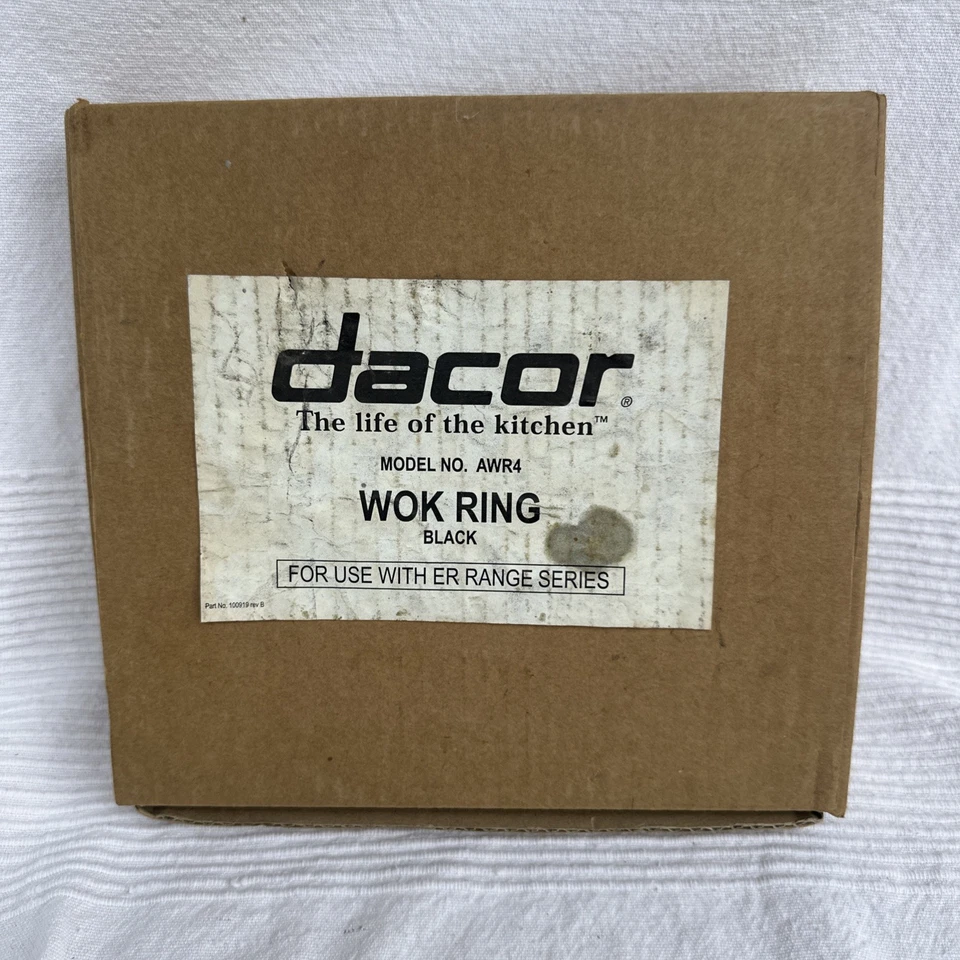 dacor®
The life of the kitchen™
MODEL NO. AWR4
WOK RING
BLACK
FOR USE WITH ER RANGE SERIES
Part No. 100919 rev B